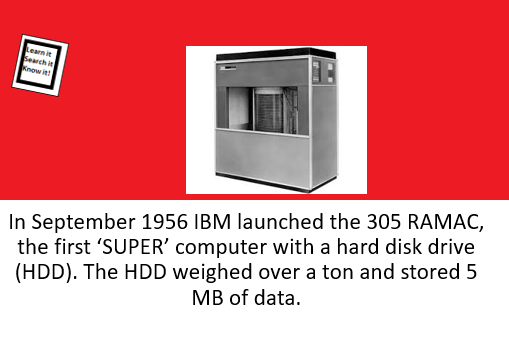 Learn it
Search it
Know it!
In September 1956 IBM launched the 305 RAMAC,
the first ‘SUPER’ computer with a hard disk drive
(HDD). The HDD weighed over a ton and stored 5
MB of data.